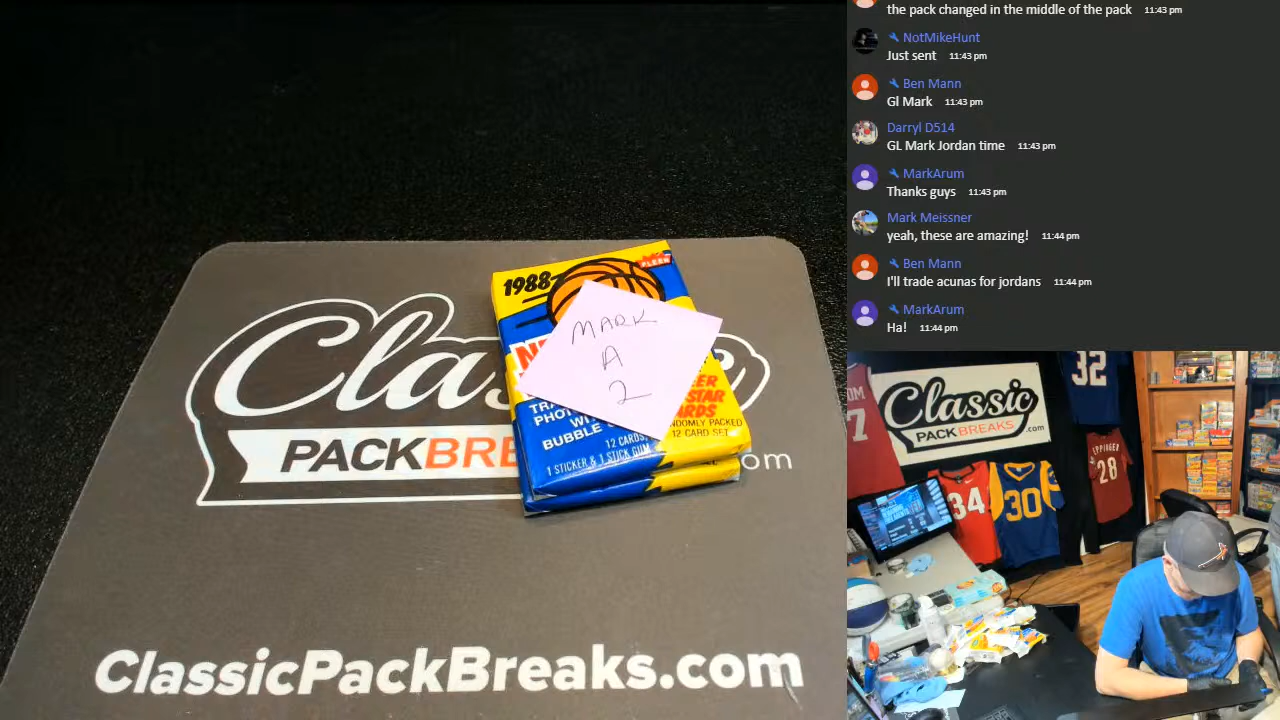 the pack changed in the middle of the pack 11:43 pm
NotMikeHunt
Just sent 11:43 pm
Ben Mann
Gl Mark 11:43 pm
Darryl D514
GL Mark Jordan time 11:43 pm
MarkArum
Thanks guys 11:43 pm
Mark Meissner
yeah, these are amazing! 11:44 pm
Ben Mann
I'll trade acunas for jordans 11:44 pm
MarkArum
Ha! 11:44 pm
1988
FLEER
MARK
A
2
12 CARDS
1 STICKER & 1 STICK GUM
BUBBLE
12 CARD SET
Classic
PACKBRE
om
ClassicPackBreaks.com
Classic
PACKBREAKS.com
32
7
34
30
28